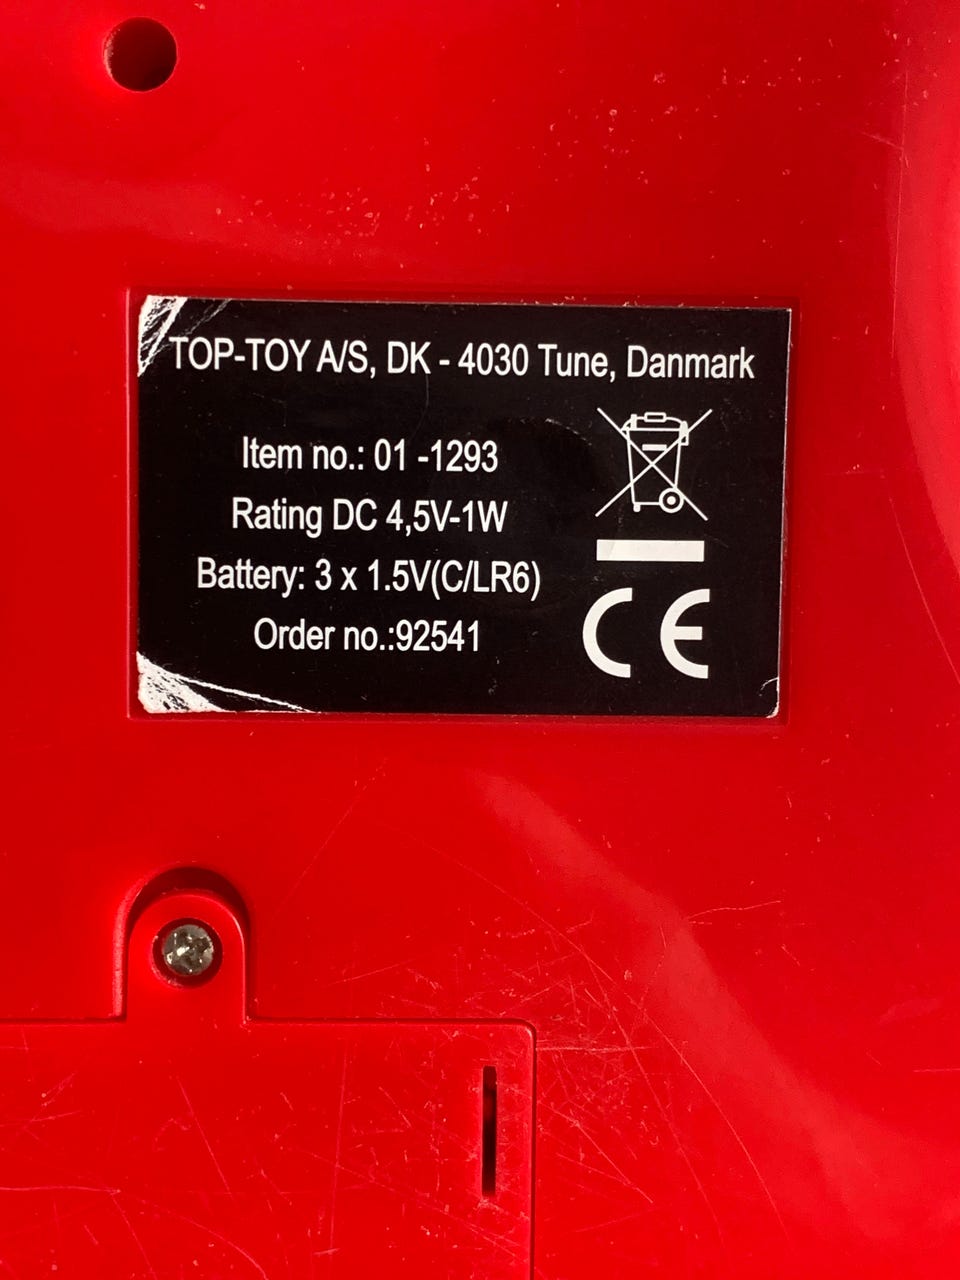 TOP-TOY A/S, DK - 4030 Tune, Danmark
Item no.: 01 -1293
Rating DC 4,5V-1W
Battery: 3 x 1.5V(C/LR6)
Order no.:92541
CE